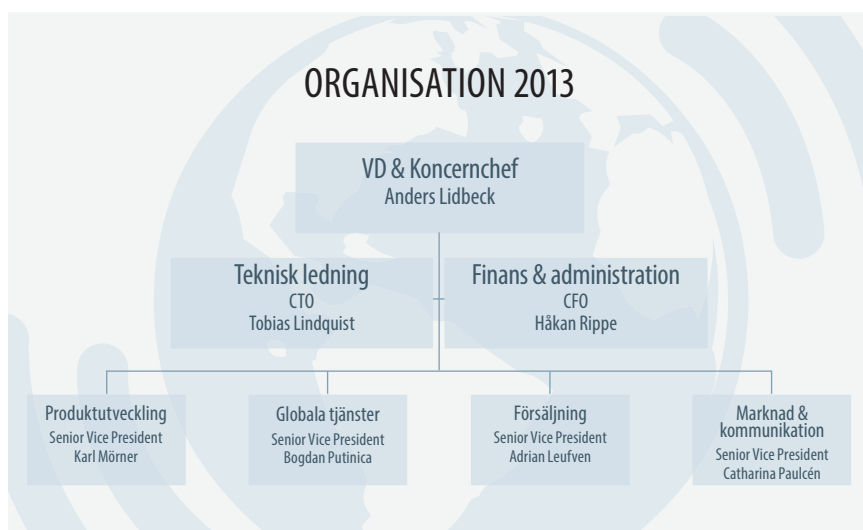 ORGANISATION 2013
VD & Koncernchef
Anders Lidbeck
Teknisk ledning
CTO
Tobias Lindquist
Finans & administration
CFO
Håkan Rippe
Produktutveckling
Senior Vice President
Karl Mörner
Globala tjänster
Senior Vice President
Bogdan Putinica
Försäljning
Senior Vice President
Adrian Leufven
Marknad &
kommunikation
Senior Vice President
Catharina Paulcén